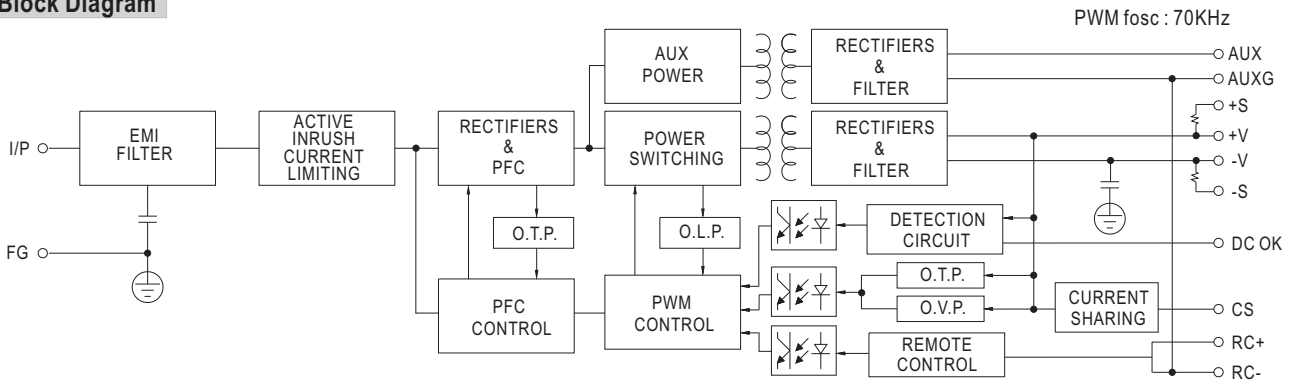 Block Diagram
PWM fosc : 70KHz
I/P
FG
EMI
FILTER
ACTIVE
INRUSH
CURRENT
LIMITING
RECTIFIERS
&
PFC
O.T.P.
PFC
CONTROL
AUX
POWER
POWER
SWITCHING
O.L.P.
PWM
CONTROL
RECTIFIERS
&
FILTER
RECTIFIERS
&
FILTER
DETECTION
CIRCUIT
O.T.P.
O.V.P.
REMOTE
CONTROL
CURRENT
SHARING
AUX
AUXG
+S
+V
-V
-S
DC OK
CS
RC+
RC-